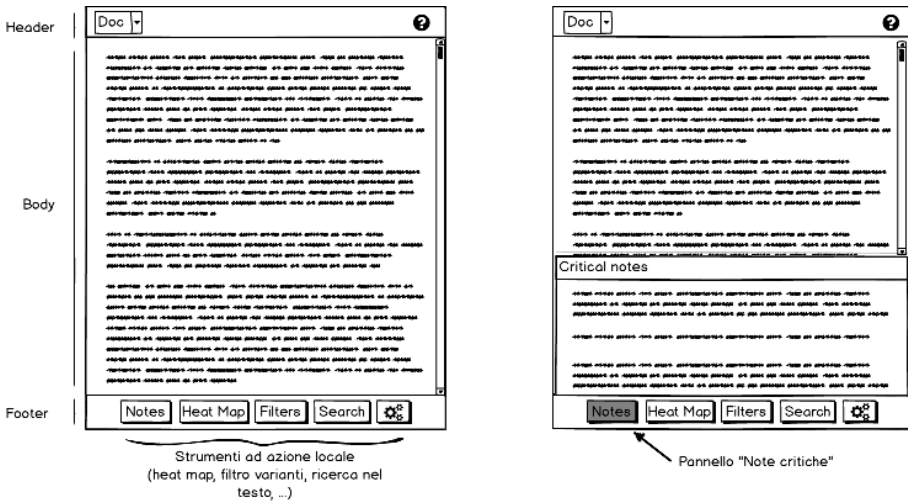 Header
Doc
?
Body
Footer
Notes
Heat Map
Filters
Search
Strumenti ad azione locale
(heat map, filtro varianti, ricerca nel
testo, ...)
Doc
?
Critical notes
Notes
Heat Map
Filters
Search
Pannello "Note critiche"